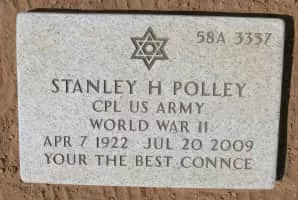 58A 3337
STANLEY H POLLEY
CPL US ARMY
WORLD WAR II
APR 7 1922 JUL 20 2009
YOUR THE BEST CONNCE